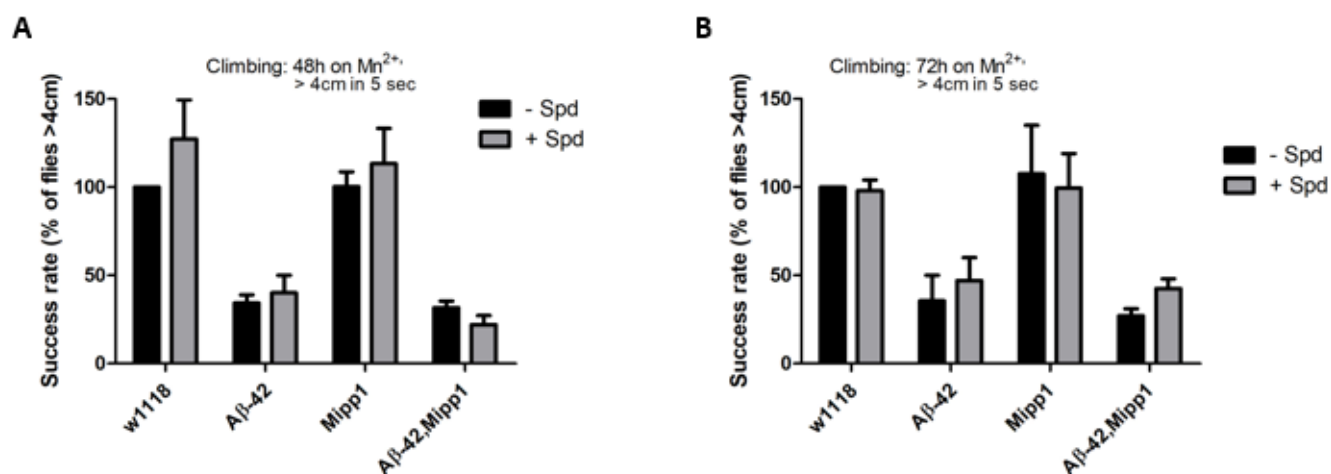 A
Climbing: 48h on Mn2+,
> 4cm in 5 sec
Success rate (% of flies >4cm)
150
100
50
0
- Spd
+ Spd
w1118
Aβ-42
Mipp1
Aβ-42,Mipp1
B
Climbing: 72h on Mn2+,
> 4cm in 5 sec
Success rate (% of flies >4cm)
150
100
50
0
- Spd
+ Spd
w1118
Aβ-42
Mipp1
Aβ-42,Mipp1